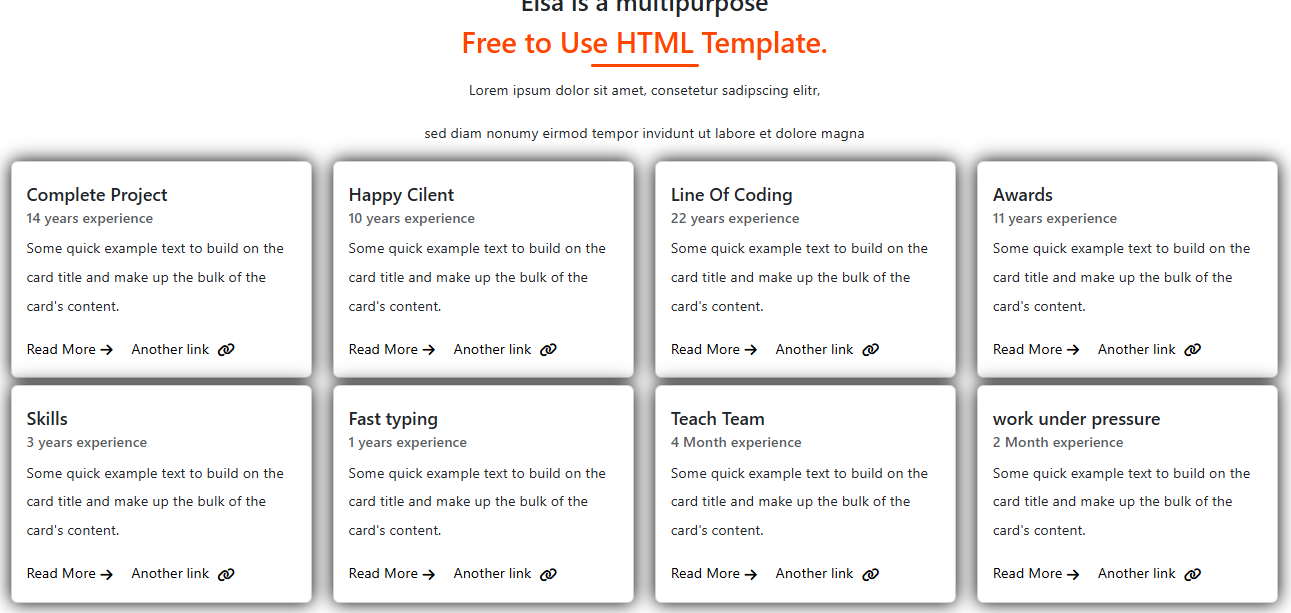 Elsa is a multipurpose
Free to Use HTML Template.
Lorem ipsum dolor sit amet, consetetur sadipscing elitr,
sed diam nonumy eirmod tempor invidunt ut labore et dolore magna
Complete Project
14 years experience
Some quick example text to build on the
card title and make up the bulk of the
card's content.
Read More Another link
Happy Cilent
10 years experience
Some quick example text to build on the
card title and make up the bulk of the
card's content.
Read More Another link
Line Of Coding
22 years experience
Some quick example text to build on the
card title and make up the bulk of the
card's content.
Read More Another link
Awards
11 years experience
Some quick example text to build on the
card title and make up the bulk of the
card's content.
Read More Another link
Skills
3 years experience
Some quick example text to build on the
card title and make up the bulk of the
card's content.
Read More Another link
Fast typing
1 years experience
Some quick example text to build on the
card title and make up the bulk of the
card's content.
Read More Another link
Teach Team
4 Month experience
Some quick example text to build on the
card title and make up the bulk of the
card's content.
Read More Another link
work under pressure
2 Month experience
Some quick example text to build on the
card title and make up the bulk of the
card's content.
Read More Another link